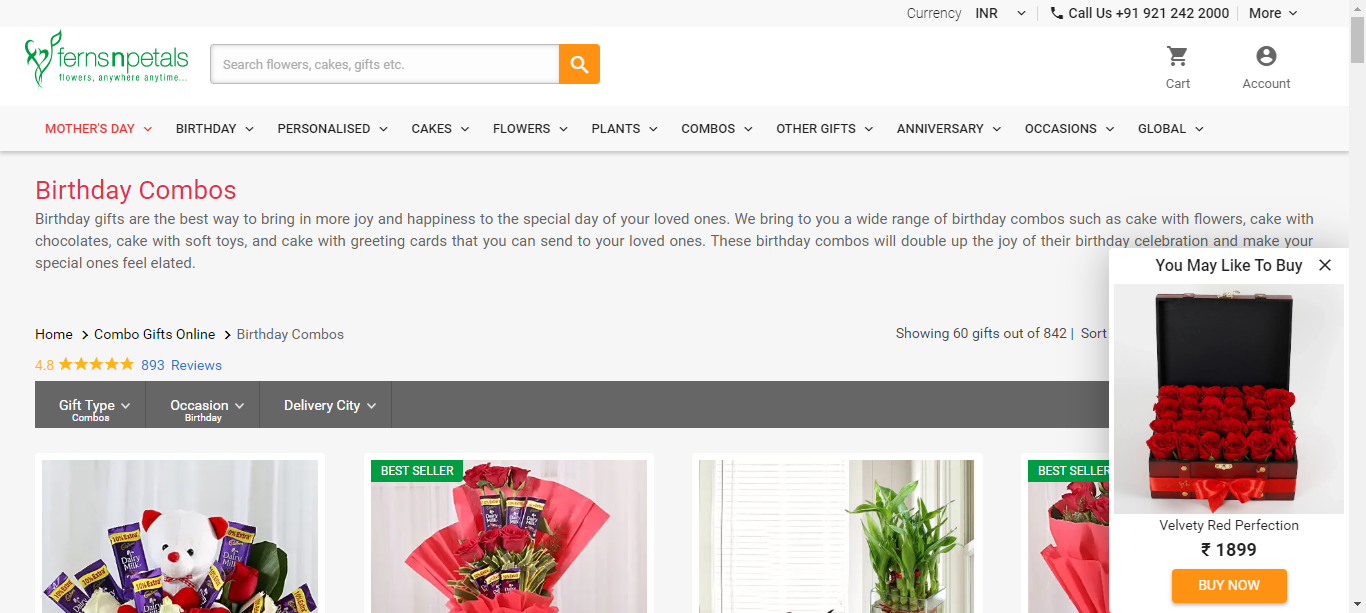 Currency INR Call Us +91 921 242 2000 More
fernsnpetals
flowers, anywhere anytime...
Search flowers, cakes, gifts etc.
Cart Account
MOTHER'S DAY BIRTHDAY PERSONALISED CAKES FLOWERS PLANTS COMBOS OTHER GIFTS ANNIVERSARY OCCASIONS GLOBAL
Birthday Combos
Birthday gifts are the best way to bring in more joy and happiness to the special day of your loved ones. We bring to you a wide range of birthday combos such as cake with flowers, cake with
chocolates, cake with soft toys, and cake with greeting cards that you can send to your loved ones. These birthday combos will double up the joy of their birthday celebration and make your
special ones feel elated.
You May Like To Buy
Home Combo Gifts Online Birthday Combos
Showing 60 gifts out of 842 | Sort
4.8 893 Reviews
Gift Type Occasion Delivery City
Combos Birthday
BEST SELLER BEST SELLER
Dairy Milk
Dairy Milk
Velvety Red Perfection
₹ 1899
BUY NOW